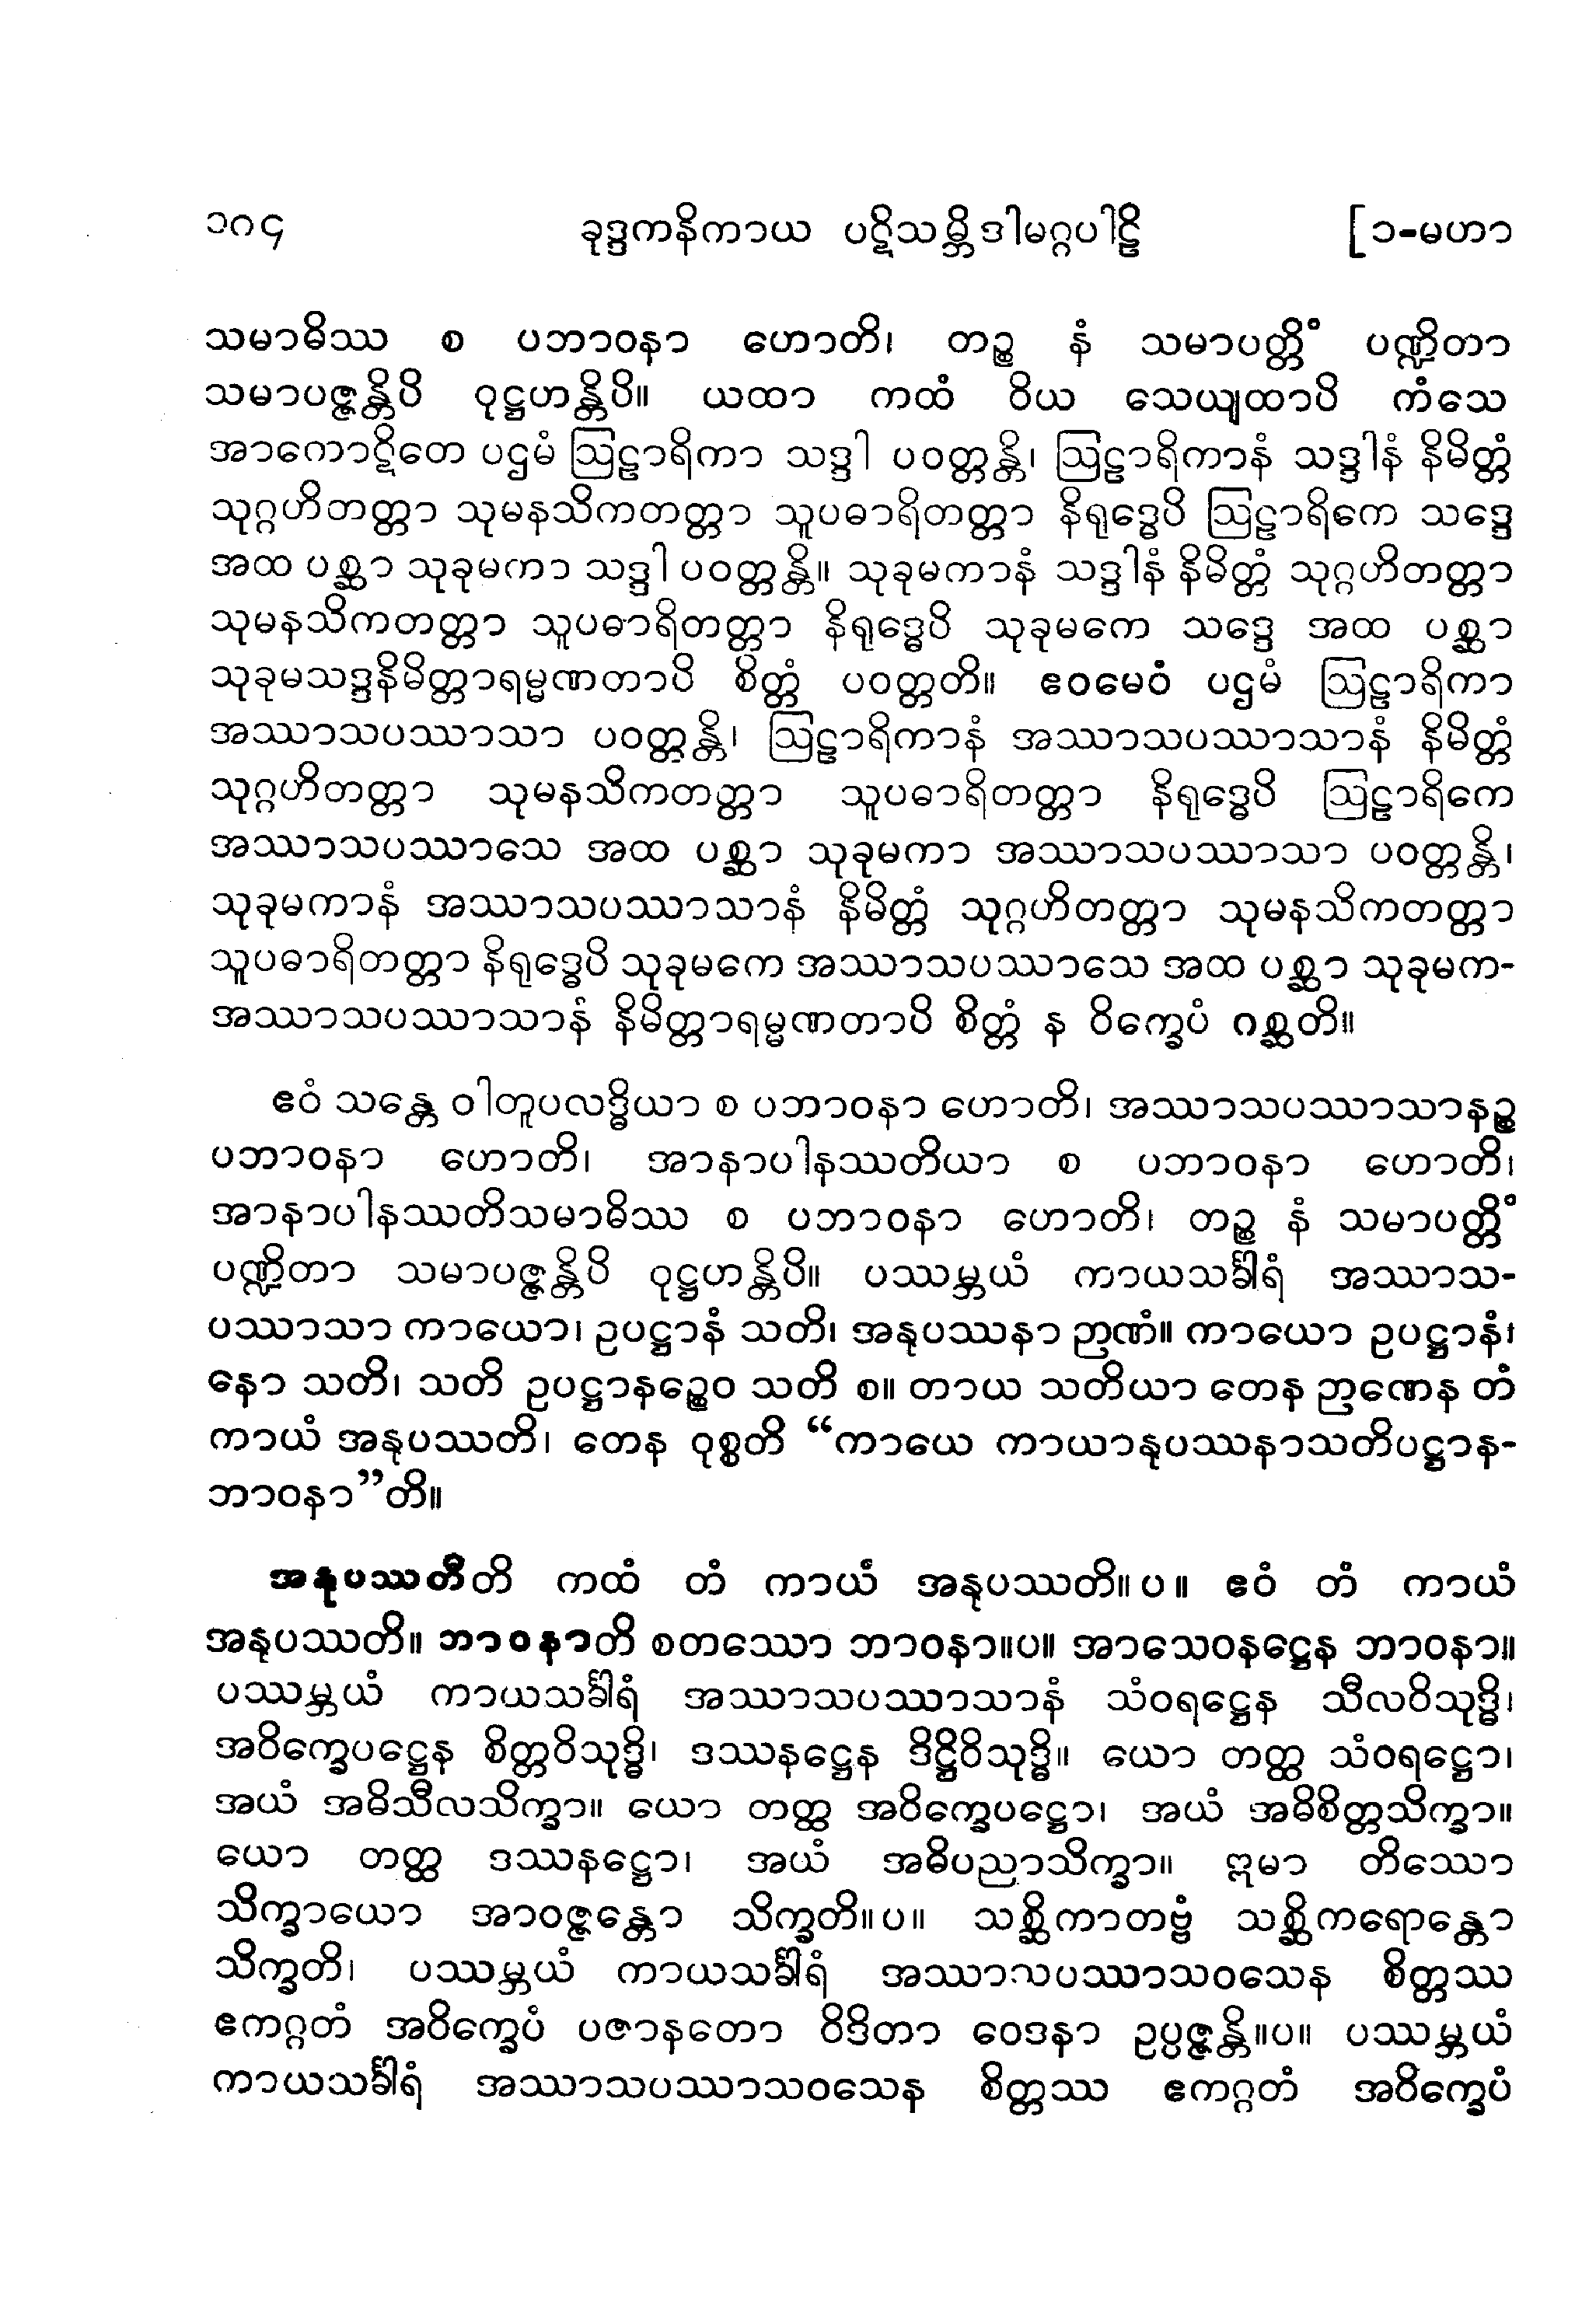 ၁၈၄ ခုဒ္ဒကနိကာယ ပဋိသမ္ဘိဒါမဂ္ဂပါဠိ [၁-မဟာ
သမာဓိဿ စ ပဘာဝနာ ဟောတိ၊ တဉ္စ နံ သမာပတ္တိံ ပဏ္ဍိတာ
သမာပဇ္ဇန္တိပိ ဝုဋ္ဌဟန္တိပိ။ ယထာ ကထံ ဝိယ သေယျထာပိ ကံသေ
အာကောဋိတေ ပဌမံ ဩဠာရိကာ သဒ္ဒါ ပဝတ္တန္တိ၊ ဩဠာရိကာနံ သဒ္ဒါနံ နိမိတ္တံ
သုဂ္ဂဟိတတ္တာ သုမနသိကတတ္တာ သူပဓာရိတတ္တာ နိရုဒ္ဓေပိ ဩဠာရိကေ သဒ္ဒေ
အထ ပစ္ဆာ သုခုမကာ သဒ္ဒါ ပဝတ္တန္တိ။ သုခုမကာနံ သဒ္ဒါနံ နိမိတ္တံ သုဂ္ဂဟိတတ္တာ
သုမနသိကတတ္တာ သူပဓာရိတတ္တာ နိရုဒ္ဓေပိ သုခုမကေ သဒ္ဒေ အထ ပစ္ဆာ
သုခုမသဒ္ဒနိမိတ္တာရမ္မဏတာပိ စိတ္တံ ပဝတ္တတိ။ ဧဝမေဝံ ပဌမံ ဩဠာရိကာ
အဿာသပဿာသာ ပဝတ္တန္တိ၊ ဩဠာရိကာနံ အဿာသပဿာသာနံ နိမိတ္တံ
သုဂ္ဂဟိတတ္တာ သုမနသိကတတ္တာ သူပဓာရိတတ္တာ နိရုဒ္ဓေပိ ဩဠာရိကေ
အဿာသပဿာသေ အထ ပစ္ဆာ သုခုမကာ အဿာသပဿာသာ ပဝတ္တန္တိ၊
သုခုမကာနံ အဿာသပဿာသာနံ နိမိတ္တံ သုဂ္ဂဟိတတ္တာ သုမနသိကတတ္တာ
သူပဓာရိတတ္တာ နိရုဒ္ဓေပိ သုခုမကေ အဿာသပဿာသေ အထ ပစ္ဆာ သုခုမက-
အဿာသပဿာသာနံ နိမိတ္တာရမ္မဏတာပိ စိတ္တံ န ဝိက္ခေပံ ဂစ္ဆတိ။
ဧဝံ သန္တေ ဝါတူပလဒ္ဓိယာ စ ပဘာဝနာ ဟောတိ၊ အဿာသပဿာသာနဉ္စ
ပဘာဝနာ ဟောတိ၊ အာနာပါနဿတိယာ စ ပဘာဝနာ ဟောတိ၊
အာနာပါနဿတိသမာဓိဿ စ ပဘာဝနာ ဟောတိ၊ တဉ္စ နံ သမာပတ္တိံ
ပဏ္ဍိတာ သမာပဇ္ဇန္တိပိ ဝုဋ္ဌဟန္တိပိ။ ပဿမ္ဘယံ ကာယသင်္ခါရံ အဿာသ-
ပဿာသာ ကာယော၊ ဥပဋ္ဌာနံ သတိ၊ အနုပဿနာ ဉာဏံ။ ကာယော ဥပဋ္ဌာနံ၊
နော သတိ၊ သတိ ဥပဋ္ဌာနဉ္စေဝ သတိ စ။ တာယ သတိယာ တေန ဉာဏေန တံ
ကာယံ အနုပဿတိ၊ တေန ဝုစ္စတိ “ကာယေ ကာယာနုပဿနာသတိပဋ္ဌာန-
ဘာဝနာ”တိ။
အနုပဿတီတိ ကထံ တံ ကာယံ အနုပဿတိ။ ပ ။ ဧဝံ တံ ကာယံ
အနုပဿတိ။ ဘာဝနာတိ စတဿော ဘာဝနာ။ပ။ အာသေဝနဋ္ဌေန ဘာဝနာ။
ပဿမ္ဘယံ ကာယသင်္ခါရံ အဿာသပဿာသာနံ သံဝရဋ္ဌေန သီလဝိသုဒ္ဓိ၊
အဝိက္ခေပဋ္ဌေန စိတ္တဝိသုဒ္ဓိ၊ ဒဿနဋ္ဌေန ဒိဋ္ဌိဝိသုဒ္ဓိ။ ယော တတ္ထ သံဝရဋ္ဌော၊
အယံ အဓိသီလသိက္ခာ။ ယော တတ္ထ အဝိက္ခေပဋ္ဌော၊ အယံ အဓိစိတ္တသိက္ခာ။
ယော တတ္ထ ဒဿနဋ္ဌော၊ အယံ အဓိပညာသိက္ခာ။ ဣမာ တိဿော
သိက္ခာယော အာဝဇ္ဇန္တော သိက္ခတိ။ပ။ သစ္ဆိကာတဗ္ဗံ သစ္ဆိကရောန္တော
သိက္ခတိ၊ ပဿမ္ဘယံ ကာယသင်္ခါရံ အဿာသပဿာသဝသေန စိတ္တဿ
ဧကဂ္ဂတံ အဝိက္ခေပံ ပဇာနတော ဝိဒိတာ ဝေဒနာ ဥပ္ပဇ္ဇန္တိ။ပ။ ပဿမ္ဘယံ
ကာယသင်္ခါရံ အဿာသပဿာသဝသေန စိတ္တဿ ဧကဂ္ဂတံ အဝိက္ခေပံ